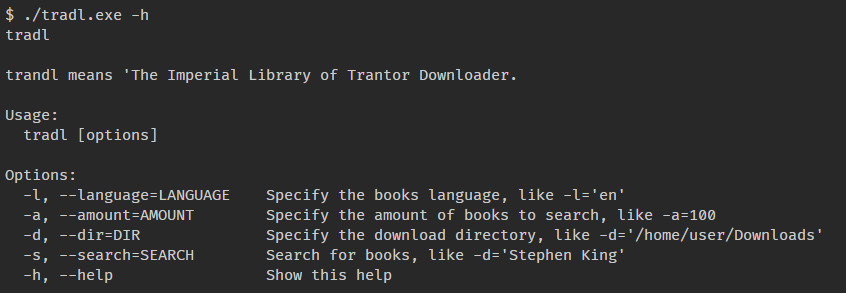 $ ./tradl.exe -h
tradl
trandl means 'The Imperial Library of Trantor Downloader.
Usage:
tradl [options]
Options:
-l, --language=LANGUAGE    Specify the books language, like -l='en'
-a, --amount=AMOUNT        Specify the amount of books to search, like -a=100
-d, --dir=DIR              Specify the download directory, like -d='/home/user/Downloads'
-s, --search=SEARCH        Search for books, like -d='Stephen King'
-h, --help                 Show this help